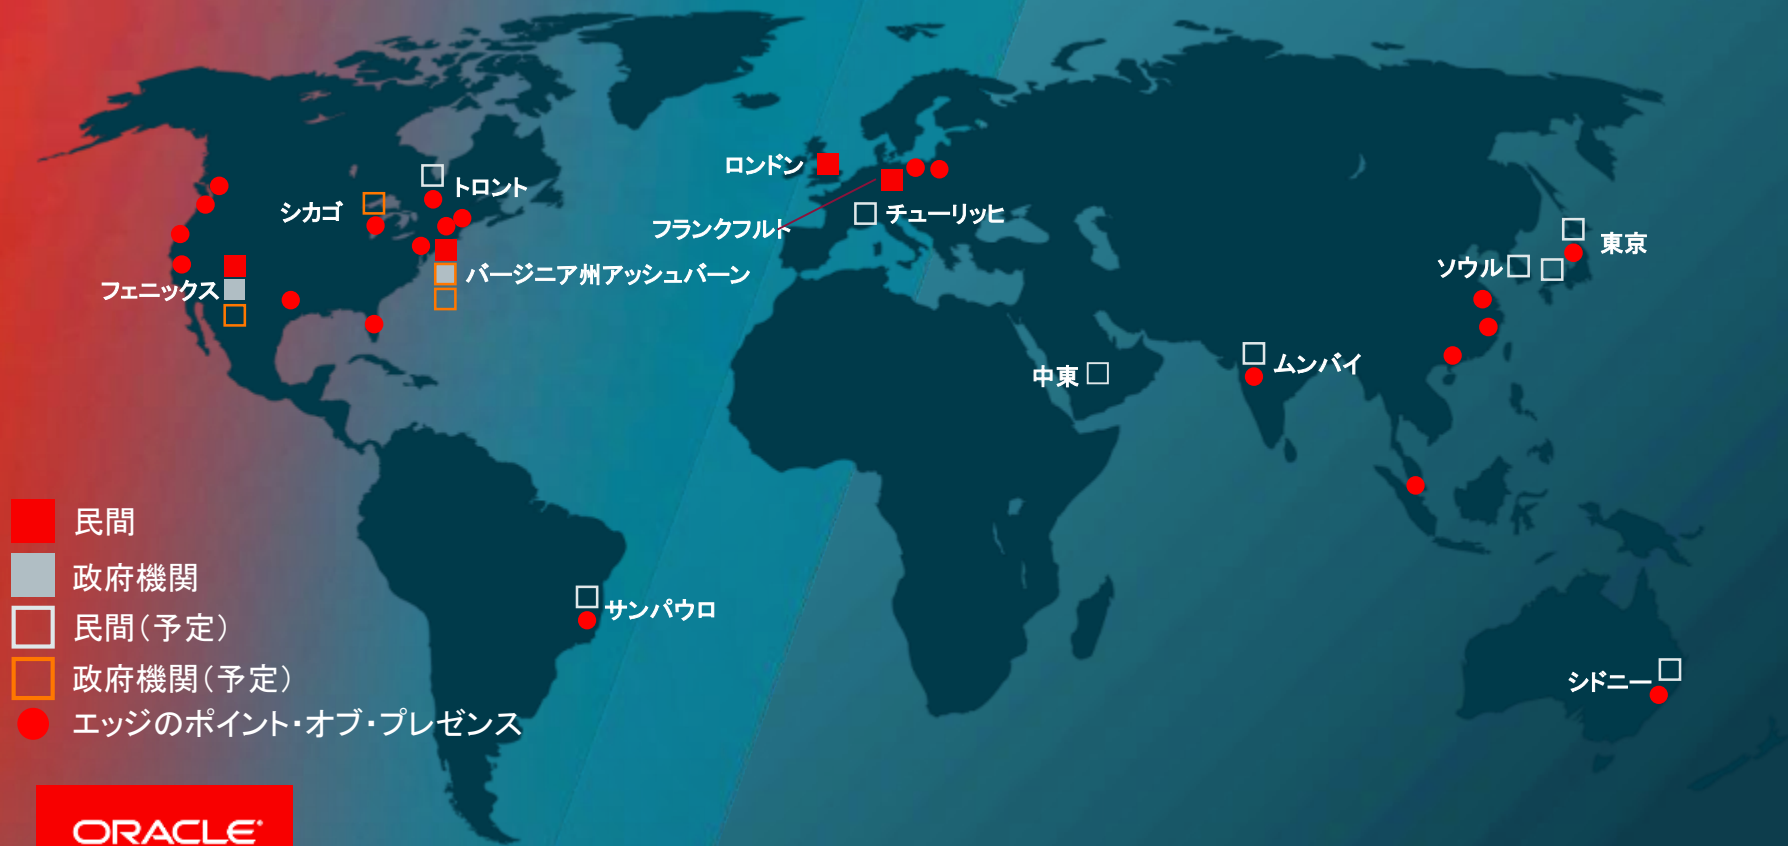 ロンドン
トロント
シカゴ
チューリッヒ
フランクフルト
東京
ソウル
バージニア州アッシュバーン
フェニックス
ムンバイ
中東
民間
政府機関
サンパウロ
民間(予定)
政府機関(予定)
シドニー
エッジのポイント・オブ・プレゼンス
ORACLE